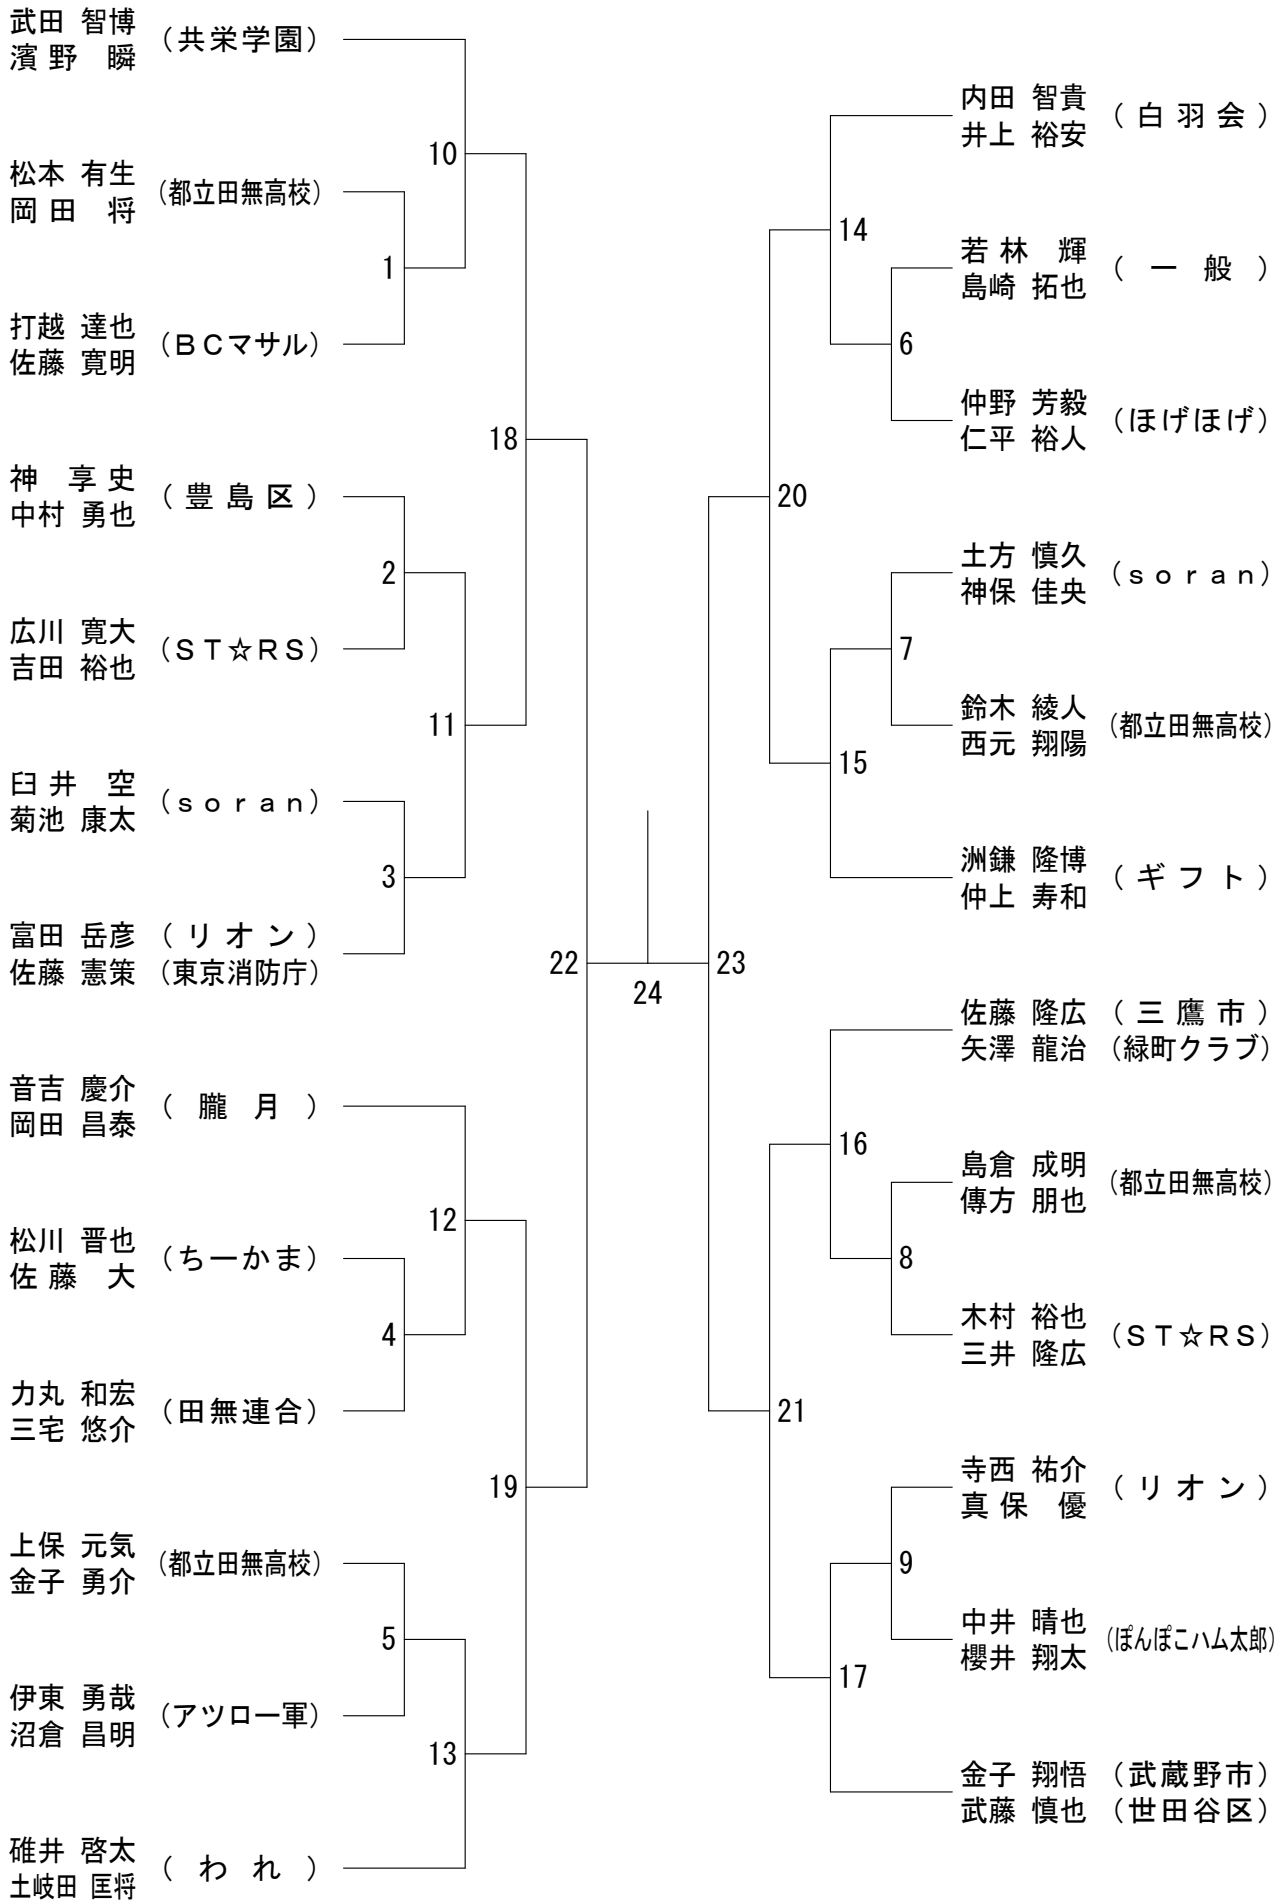 武田 智博
濱野 瞬
（共栄学園）
松本 有生
岡田 将
（都立田無高校）
打越 達也
佐藤 寛明
（ＢＣマサル）
神 享史
中村 勇也
（豊島区）
広川 寛大
吉田 裕也
（ＳＴ☆ＲＳ）
臼井 空
菊池 康太
（ｓｏｒａｎ）
富田 岳彦 （リオン）
佐藤 憲策 （東京消防庁）
音吉 慶介
岡田 昌泰
（朧月）
松川 晋也
佐藤 大
（ちーかま）
力丸 和宏
三宅 悠介
（田無連合）
上保 元気
金子 勇介
（都立田無高校）
伊東 勇哉
沼倉 昌明
（アツロー軍）
碓井 啓太
土岐田 匡将
（われ）
1
2
3
4
5
10
11
12
13
18
19
22
24
23
20
21
14
15
16
17
6
7
8
9
内田 智貴
井上 裕安
（白羽会）
若林 輝
島崎 拓也
（一般）
仲野 芳毅
仁平 裕人
（ほげほげ）
土方 慎久
神保 佳央
（ｓｏｒａｎ）
鈴木 綾人
西元 翔陽
（都立田無高校）
洲鎌 隆博
仲上 寿和
（ギフト）
佐藤 隆広 （三鷹市）
矢澤 龍治 （緑町クラブ）
島倉 成明
傳方 朋也
（都立田無高校）
木村 裕也
三井 隆広
（ＳＴ☆ＲＳ）
寺西 祐介
真保 優
（リオン）
中井 晴也
櫻井 翔太
（ぽんぽこハム太郎）
金子 翔悟 （武蔵野市）
武藤 慎也 （世田谷区）